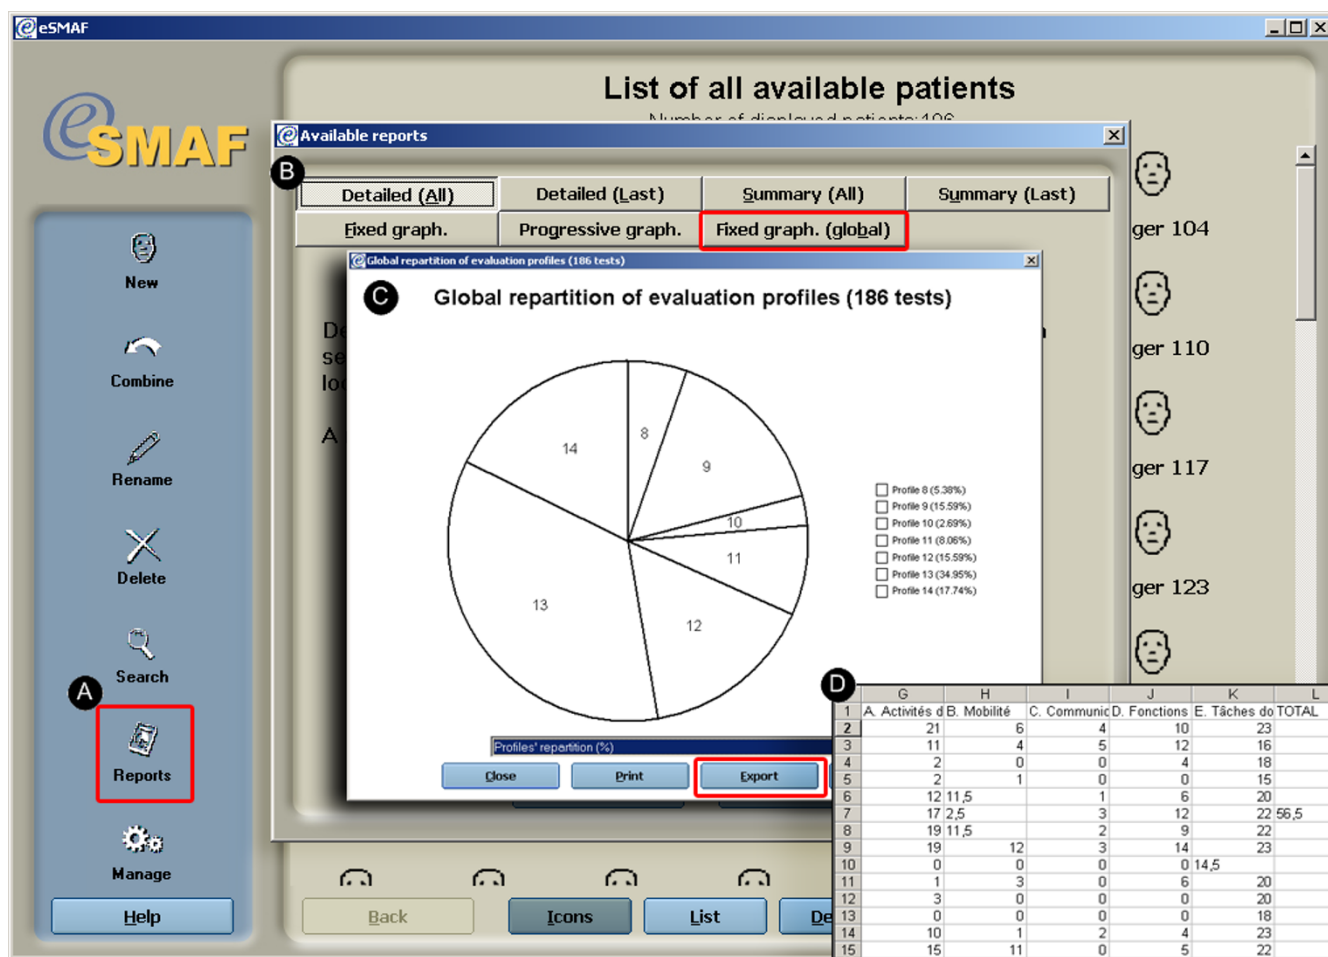 eSMAF
List of all available patients
Available reports
eSMAF
B
Detailed (All) Detailed (Last) Summary (All) Summary (Last)
Fixed graph. Progressive graph. Fixed graph. (global)
ger 104
New
Global repartition of evaluation profiles (186 tests)
C
Global repartition of evaluation profiles (186 tests)
ger 110
Combine
A
8
14
9
ger 117
Rename
Profile 8 (5.38%)
Profile 9 (15.59%)
10
Profile 10 (2.69%)
Profile 11 (8.06%)
11
Profile 12 (15.59%)
Profile 13 (34.95%)
Profile 14 (17.74%)
Delete
ger 123
13
12
Search
A
D
Reports
Profiles' repartition (%)
Close Print Export
Manage
Help
Back Icons List De
G H I J K L
1 A. Activités d B. Mobilité C. Communic D. Fonctions E. Tâches do TOTAL
2 21 6 4 10 23
3 11 4 5 12 16
4 2 0 0 4 18
5 2 1 0 0 15
6 12 11,5 1 6 20
7 17 2,5 3 12 22 56,5
8 19 11,5 2 9 22
9 19 12 3 14 23
10 0 0 0 0 14,5
11 1 3 0 6 20
12 3 0 0 0 20
13 0 0 0 0 18
14 10 1 2 4 23
15 15 11 0 5 22